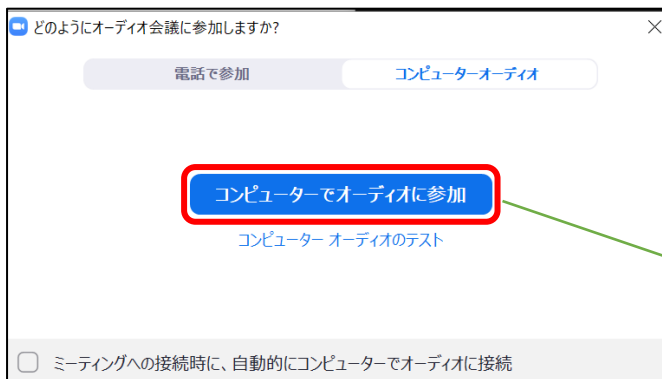 どのようにオーディオ会議に参加しますか?
電話で参加
コンピューターオーディオ
コンピューターでオーディオに参加
コンピューター オーディオのテスト
ミーティングへの接続時に、自動的にコンピューターでオーディオに接続